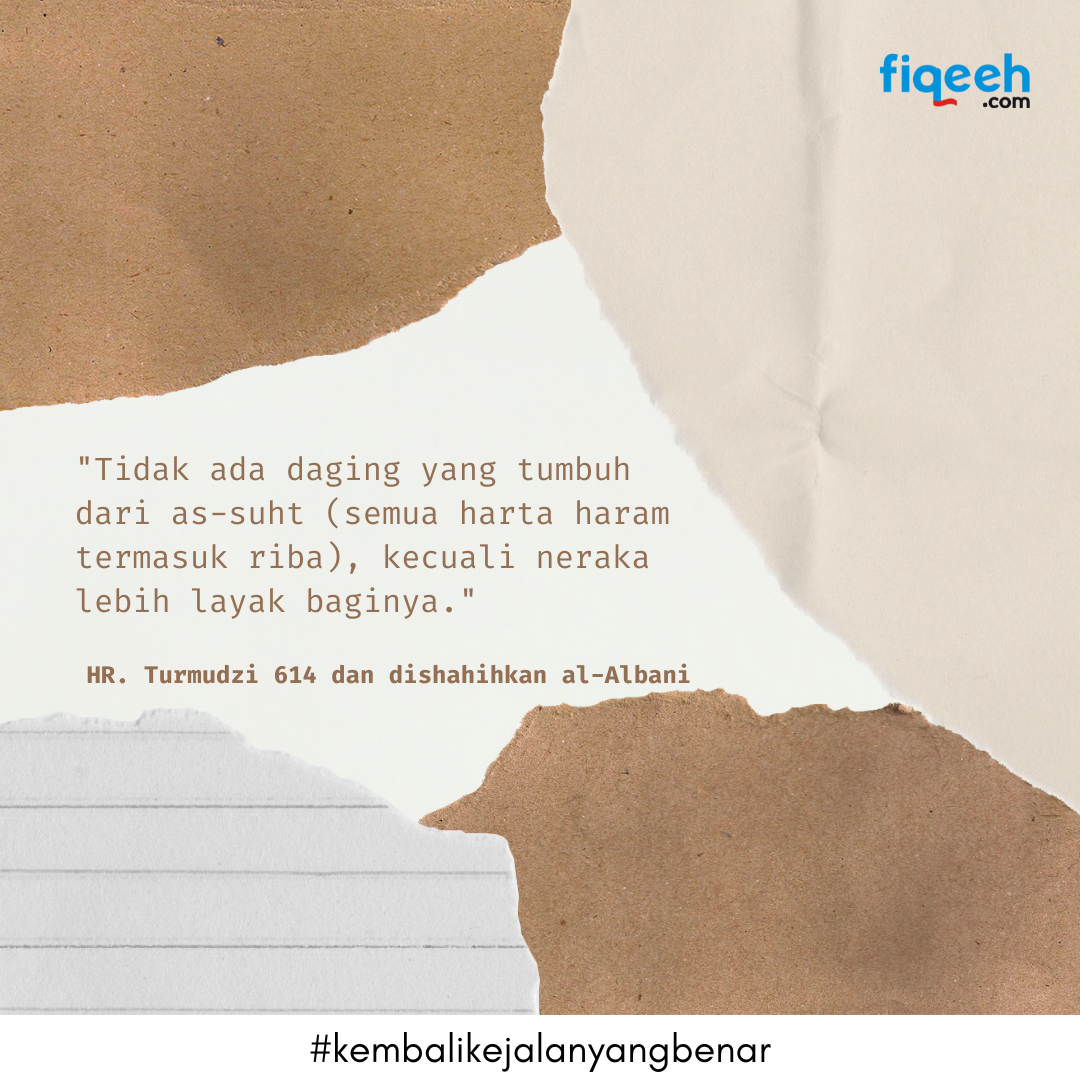 fiqeeh
.com
"Tidak ada daging yang tumbuh
dari as-suht (semua harta haram
termasuk riba), kecuali neraka
lebih layak baginya."
HR. Turmudzi 614 dan dishahihkan al-Albani
#kembalikejalanyangbenar